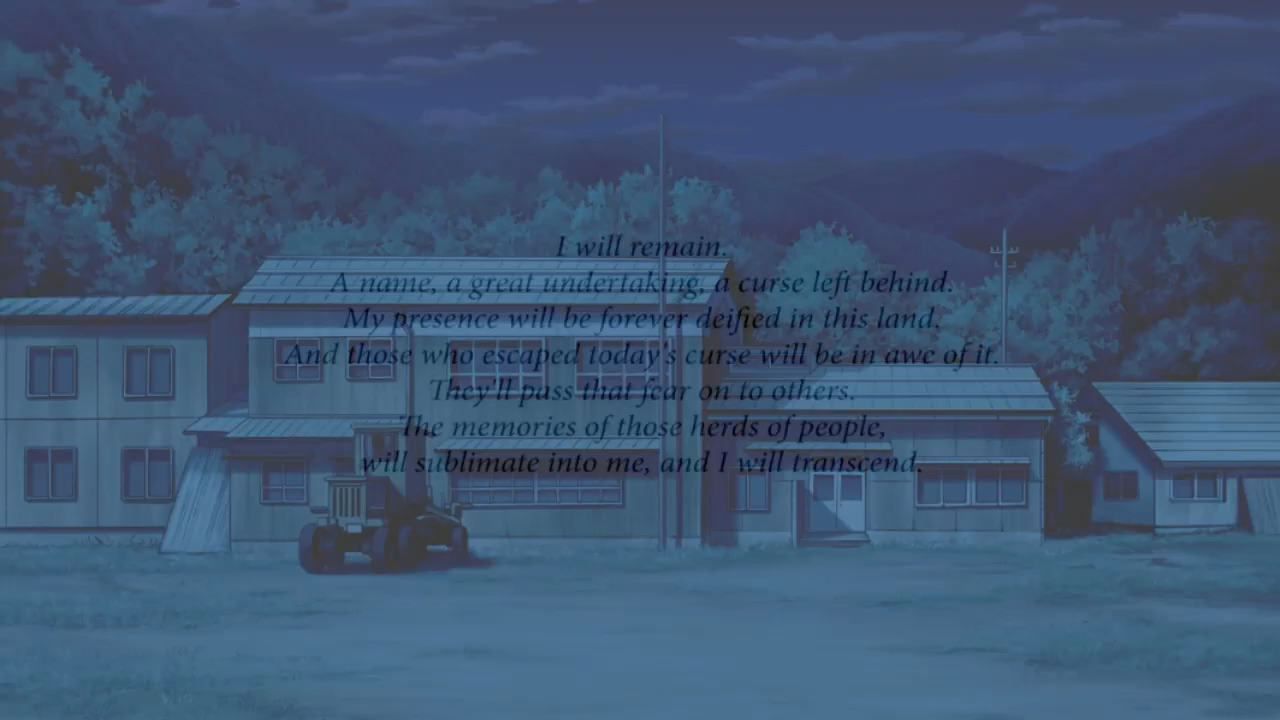 I will remain.
A name, a great undertaking, a curse left behind.
My presence will be forever deified in this land.
And those who escaped today's curse will be in awe of it.
They'll pass that fear on to others.
The memories of those herds of people,
will sublimate into me, and I will transcend.